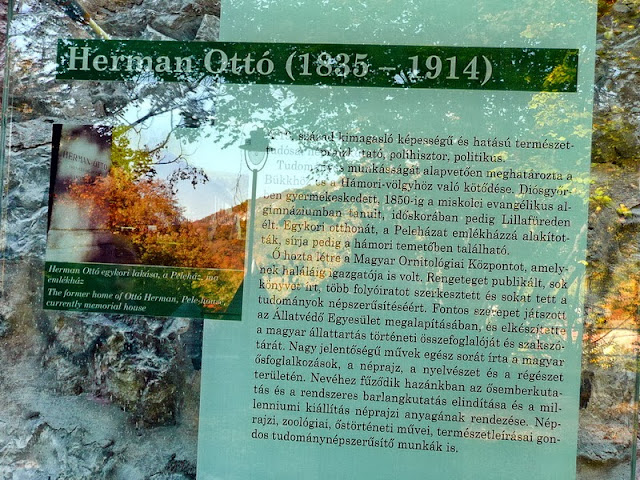 Herman Ottó (1835 – 1914)
század kimagasló képességű és hatású természet-
tudósa, néprajzkutató, polihisztor, politikus.
Tudományos munkásságát alapvetően meghatározta a
Bükkhöz és a Hámori-völgyhöz való kötődése. Diósgyőr-
ben gyermekeskedett, 1850-ig a miskolci evangélikus al-
gimnáziumban tanult, időskorában pedig Lillafüreden
élt. Egykori otthonát, a Peleházat emlékházzá alakítot-
ták, sírja pedig a hámori temetőben található.
Ő hozta létre a Magyar Ornitológiai Központot, amely-
nek haláláig igazgatója is volt. Rengeteget publikált, sok
könyvet írt, több folyóiratot szerkesztett és sokat tett a
tudományok népszerűsítéséért. Fontos szerepet játszott
az Állatvédő Egyesület megalapításában, és elkészítette
a magyar állattartás történeti összefoglalóját és szakszó-
tárát. Nagy jelentőségű művek egész sorát írta a magyar
ősfoglalkozások, a néprajz, a nyelvészet és a régészet
területén. Nevéhez fűződik hazánkban az ősemberkuta-
tás és a rendszeres barlangkutatás elindítása és a mil-
lenniumi kiállítás néprajzi anyagának rendezése. Nép-
rajzi, zoológiai, őstörténeti művei, természetleírásai gon-
dos tudománynépszerűsítő munkák is.
HERMAN OTTÓ
Herman Ottó egykori lakása, a Peleház, ma
emlékház
The former home of Ottó Herman, Pele-house,
currently memorial house